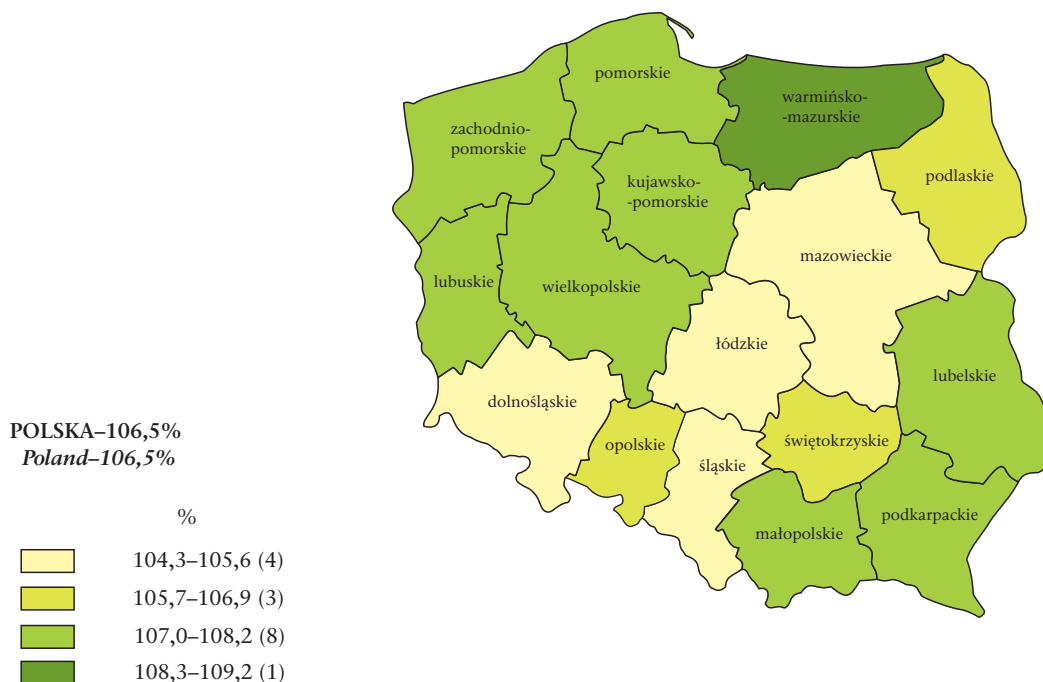 pomorskie
warmińsko-
-mazurskie
zachodnio-
pomorskie
podlaskie
kujawsko-
-pomorskie
mazowieckie
lubuskie
wielkopolskie
łódzkie
lubelskie
dolnośląskie
opolskie
świętokrzyskie
śląskie
podkarpackie
małopolskie
POLSKA–106,5%
Poland–106,5%
%
104,3–105,6 (4)
105,7–106,9 (3)
107,0–108,2 (8)
108,3–109,2 (1)